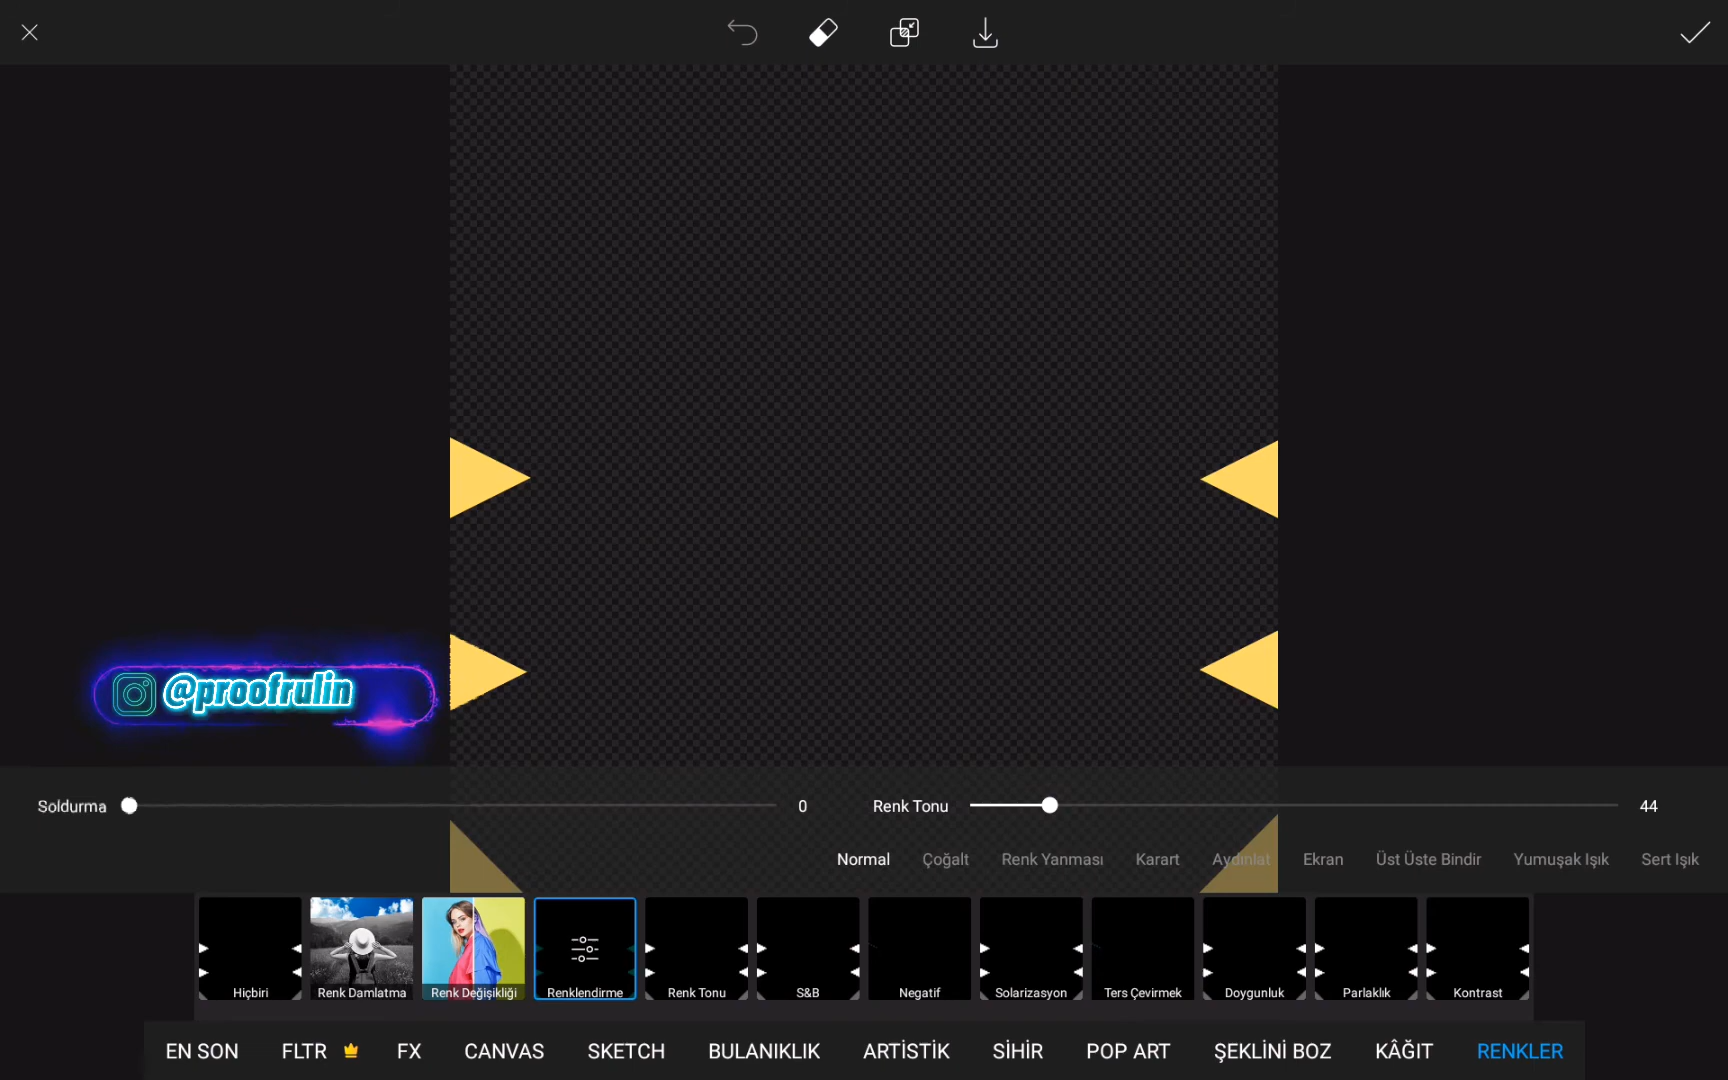 @proofrulin
Soldurma 0 Renk Tonu 44
Normal Çoğalt Renk Yanması Karart Aydınlat Ekran Üst Üste Bindir Yumuşak Işık Sert Işık
Hiçbiri Renk Damlatma Renk Değişikliği Renklendirme Renk Tonu S&B Negatif Solarizasyon Ters Çevirmek Doygunluk Parlaklık Kontrast
EN SON FLTR FX CANVAS SKETCH BULANIKLIK ARTİSTİK SİHİR POP ART ŞEKLİNİ BOZ KÂĞIT RENKLER